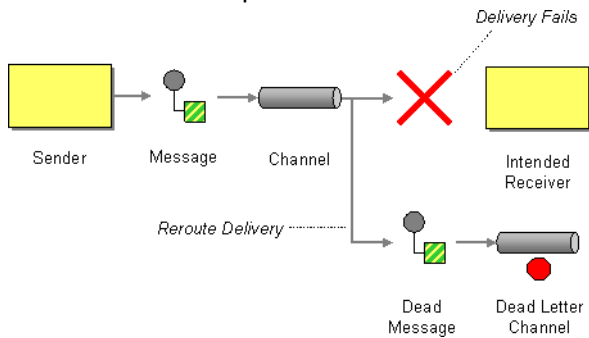 Delivery Fails
Sender
Message
Channel
Intended
Receiver
Reroute Delivery
Dead
Message
Dead Letter
Channel